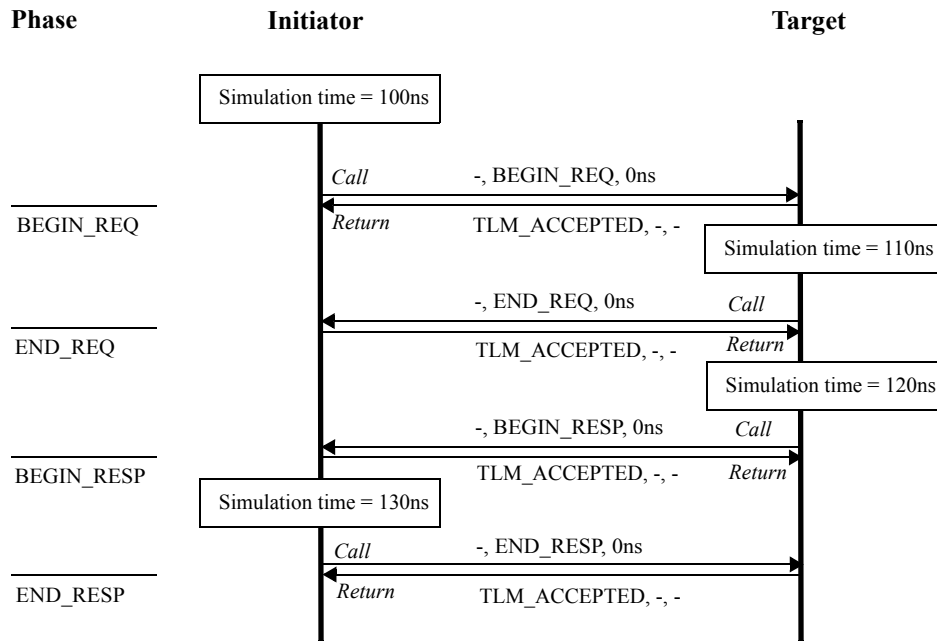 Phase Initiator Target
Simulation time = 100ns
Call -, BEGIN_REQ, 0ns
BEGIN_REQ Return TLM_ACCEPTED, -, -
Simulation time = 110ns
-, END_REQ, 0ns Call
END_REQ TLM_ACCEPTED, -, - Return
Simulation time = 120ns
-, BEGIN_RESP, 0ns Call
BEGIN_RESP TLM_ACCEPTED, -, - Return
Simulation time = 130ns
Call -, END_RESP, 0ns
END_RESP Return TLM_ACCEPTED, -, -